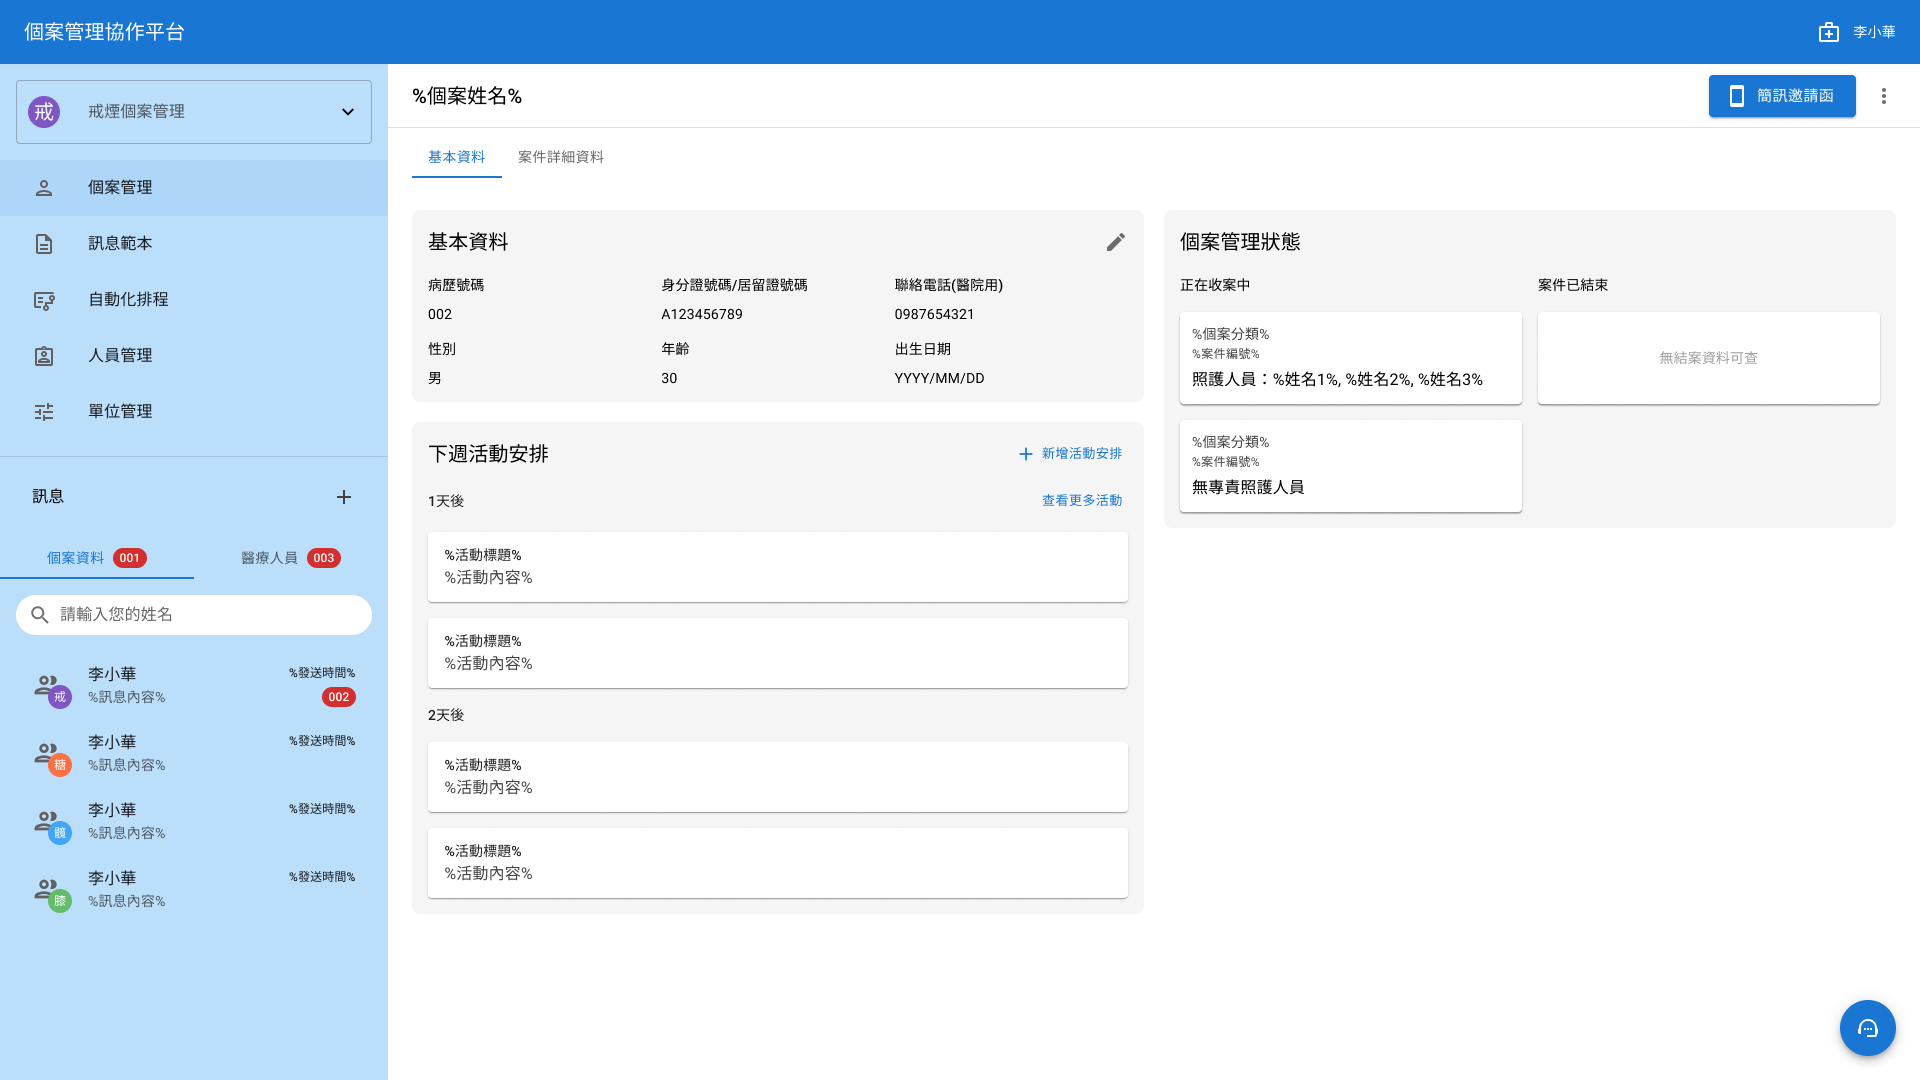 個案管理協作平台
李小華
戒
戒煙個案管理
個案管理
訊息範本
自動化排程
人員管理
單位管理
訊息
個案資料 001
醫療人員 003
請輸入您的姓名
李小華 %發送時間%
戒 %訊息內容% 002
李小華 %發送時間%
糖 %訊息內容%
李小華 %發送時間%
髖 %訊息內容%
李小華 %發送時間%
膝 %訊息內容%
%個案姓名%
簡訊邀請函
基本資料 案件詳細資料
基本資料
病歷號碼 身分證號碼/居留證號碼 聯絡電話(醫院用)
002 A123456789 0987654321
性別 年齡 出生日期
男 30 YYYY/MM/DD
下週活動安排 新增活動安排
1天後 查看更多活動
%活動標題%
%活動內容%
%活動標題%
%活動內容%
2天後
%活動標題%
%活動內容%
%活動標題%
%活動內容%
個案管理狀態
正在收案中
%個案分類%
%案件編號%
照護人員：%姓名1%, %姓名2%, %姓名3%
%個案分類%
%案件編號%
無專責照護人員
案件已結束
無結案資料可查